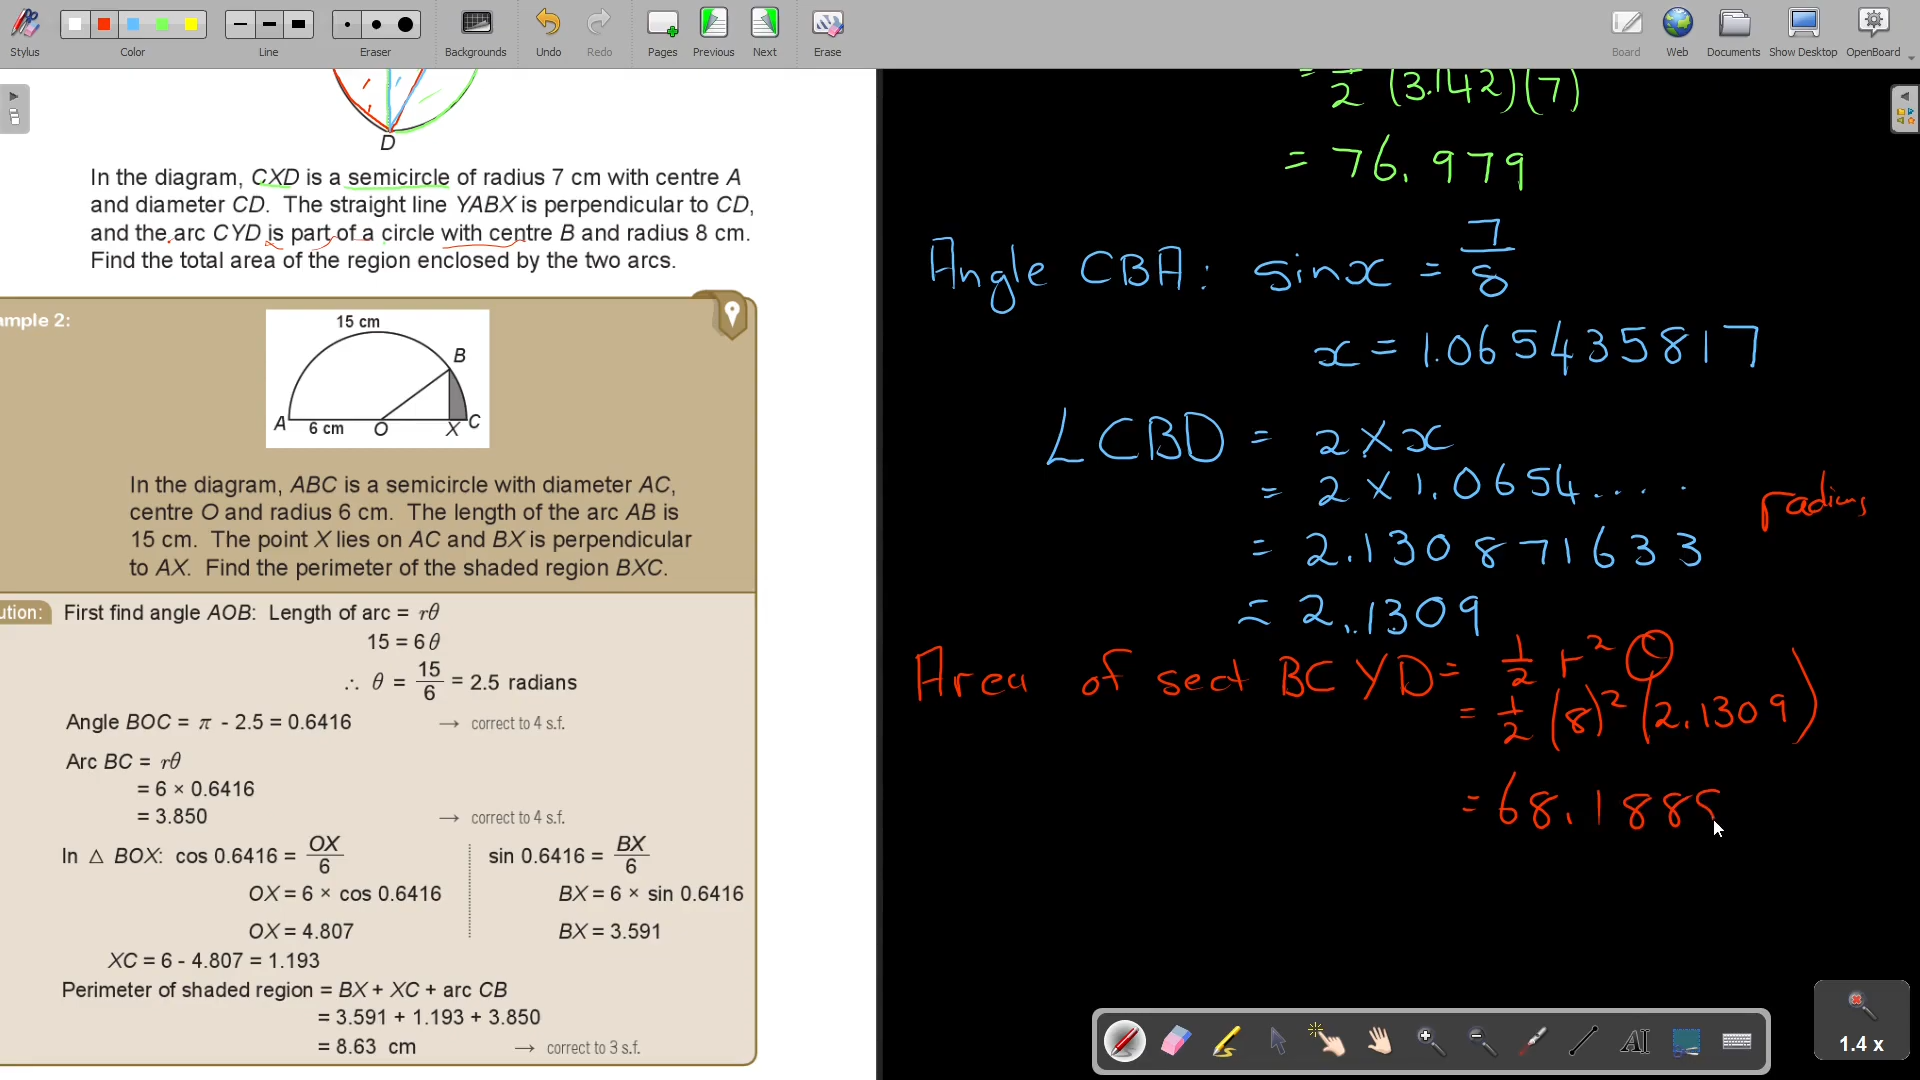 Stylus
Color
Line
Eraser
Backgrounds
Undo
Redo
Pages
Previous
Next
Erase
Board
Web
Documents
Show Desktop
OpenBoard
D
In the diagram, CXD is a semicircle of radius 7 cm with centre A
and diameter CD. The straight line YABX is perpendicular to CD,
and the arc CYD is part of a circle with centre B and radius 8 cm.
Find the total area of the region enclosed by the two arcs.
ample 2:
15 cm
B
A
6 cm
O
X
C
In the diagram, ABC is a semicircle with diameter AC,
centre O and radius 6 cm. The length of the arc AB is
15 cm. The point X lies on AC and BX is perpendicular
to AX. Find the perimeter of the shaded region BXC.
ution:
First find angle AOB: Length of arc = rθ
15 = 6θ
∴ θ = 15/6 = 2.5 radians
Angle BOC = π - 2.5 = 0.6416 → correct to 4 s.f.
Arc BC = rθ
= 6 × 0.6416
= 3.850 → correct to 4 s.f.
In △ BOX: cos 0.6416 = OX/6
OX = 6 × cos 0.6416
OX = 4.807
sin 0.6416 = BX/6
BX = 6 × sin 0.6416
BX = 3.591
XC = 6 - 4.807 = 1.193
Perimeter of shaded region = BX + XC + arc CB
= 3.591 + 1.193 + 3.850
= 8.63 cm → correct to 3 s.f.
= 1/2 (3.142)(7)
= 76.979
Angle CBA: sin x = 7/8
x = 1.065435817
∠CBD = 2 × x
= 2 × 1.0654....
= 2.130871633
= 2.1309
radius
Area of sect BCYD = 1/2 r²
= 1/2 (8)² (2.1309)
= 68.188
1.4 x